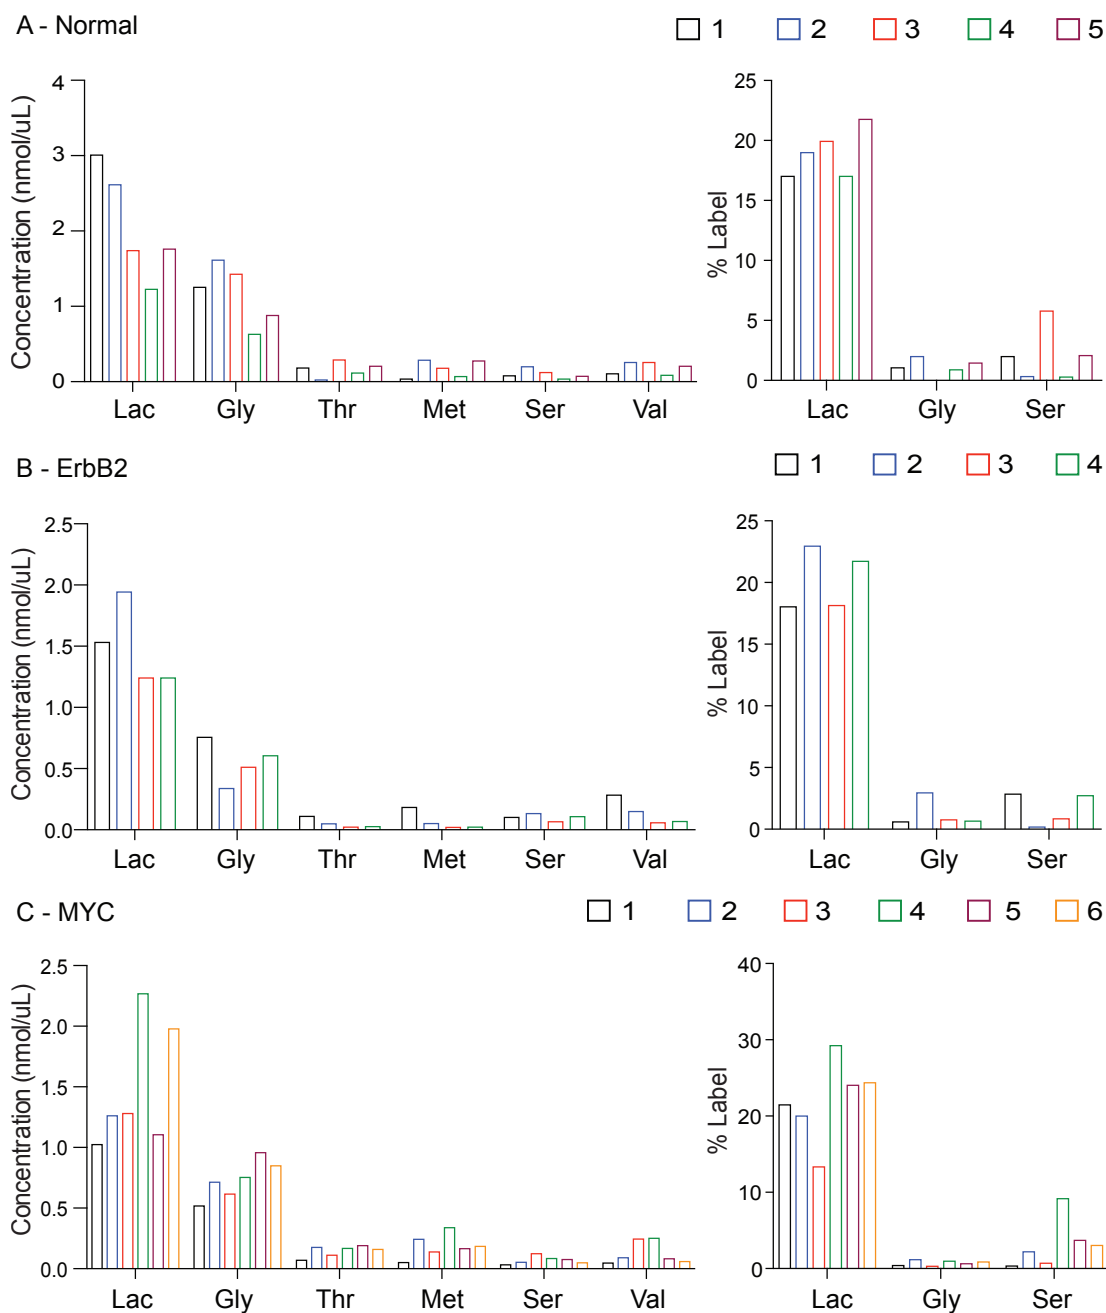 A - Normal
1 2 3 4 5
Concentration (nmol/uL)
4
3
2
1
0
Lac Gly Thr Met Ser Val
% Label
25
20
15
10
5
0
Lac Gly Ser
B - ErbB2
1 2 3 4
Concentration (nmol/uL)
2.5
2.0
1.5
1.0
0.5
0.0
Lac Gly Thr Met Ser Val
% Label
25
20
15
10
5
0
Lac Gly Ser
C - MYC
1 2 3 4 5 6
Concentration (nmol/uL)
2.5
2.0
1.5
1.0
0.5
0.0
Lac Gly Thr Met Ser Val
% Label
40
30
20
10
0
Lac Gly Ser